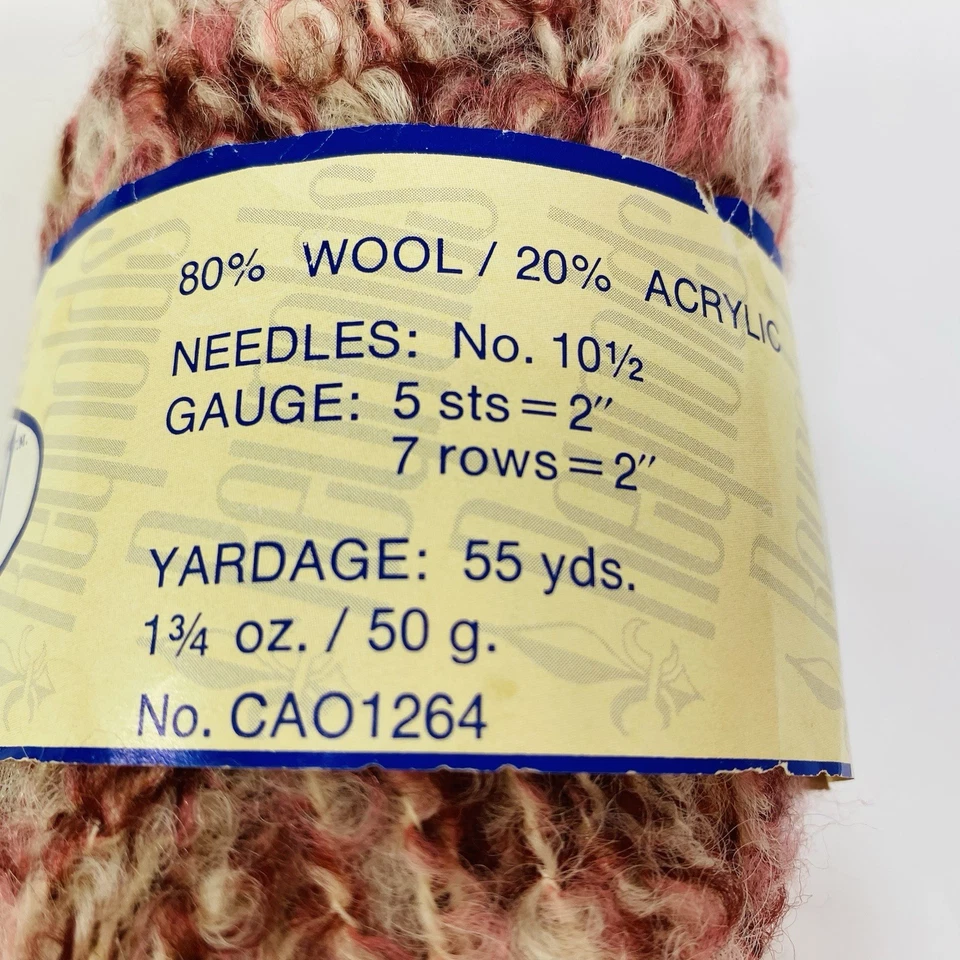 80% WOOL / 20% ACRYLIC
NEEDLES: No. 10½
GAUGE: 5 sts = 2"
7 rows = 2"
YARDAGE: 55 yds.
1¾ oz. / 50 g.
No. CAO1264